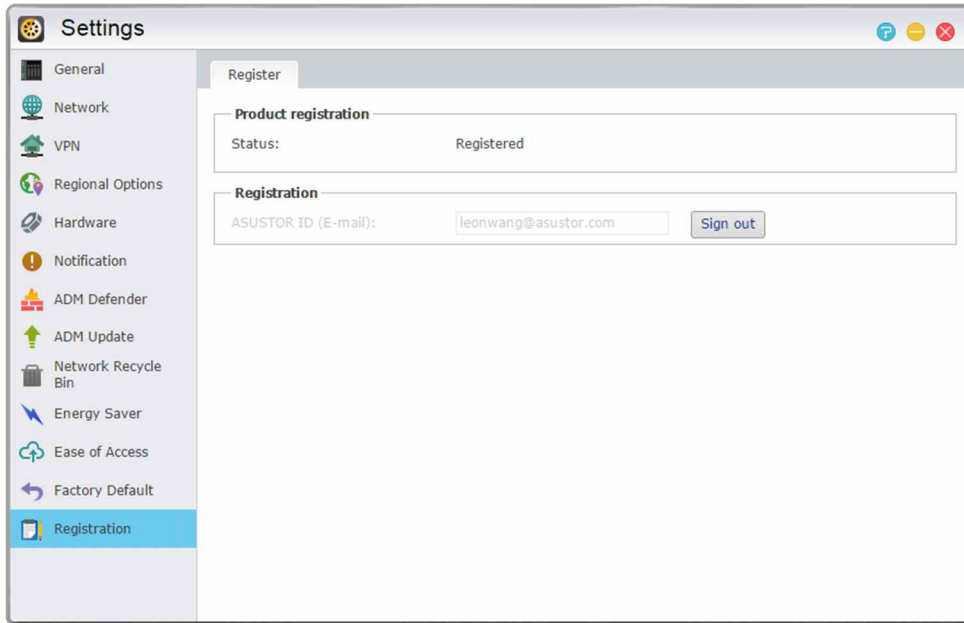 Settings
General
Network
VPN
Regional Options
Hardware
Notification
ADM Defender
ADM Update
Network Recycle
Bin
Energy Saver
Ease of Access
Factory Default
Registration
Register
Product registration
Status: Registered
Registration
ASUSTOR ID (E-mail): leonwang@asustor.com Sign out